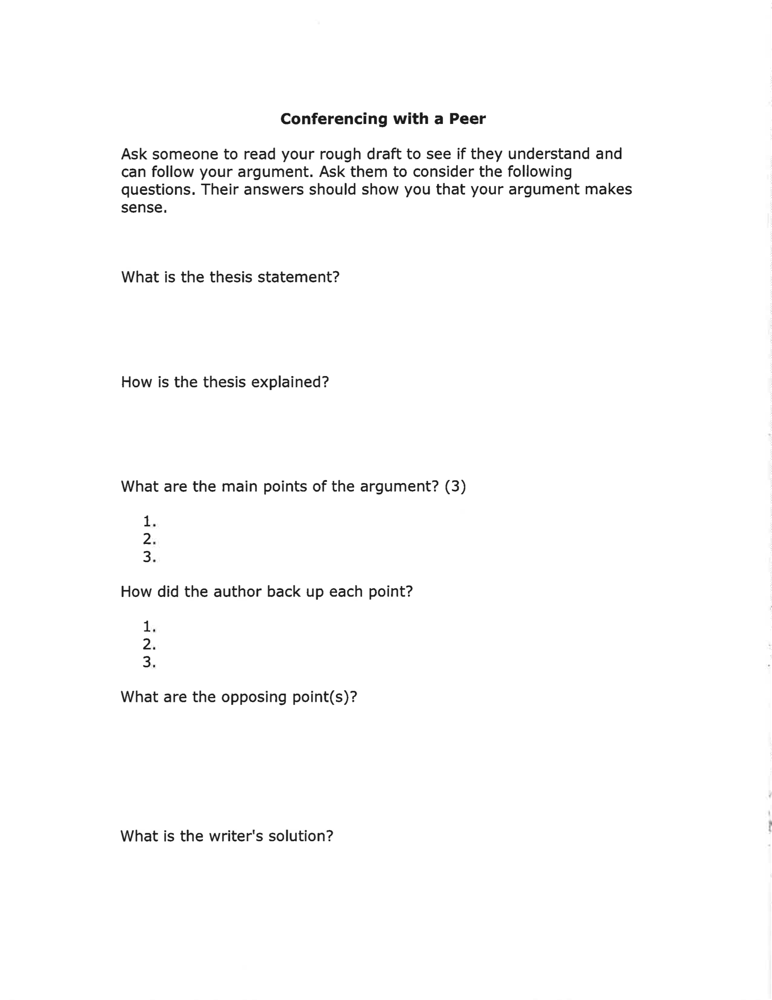 Conferencing with a Peer
Ask someone to read your rough draft to see if they understand and
can follow your argument. Ask them to consider the following
questions. Their answers should show you that your argument makes
sense.
What is the thesis statement?
How is the thesis explained?
What are the main points of the argument? (3)
1.
2.
3.
How did the author back up each point?
1.
2.
3.
What are the opposing point(s)?
What is the writer's solution?